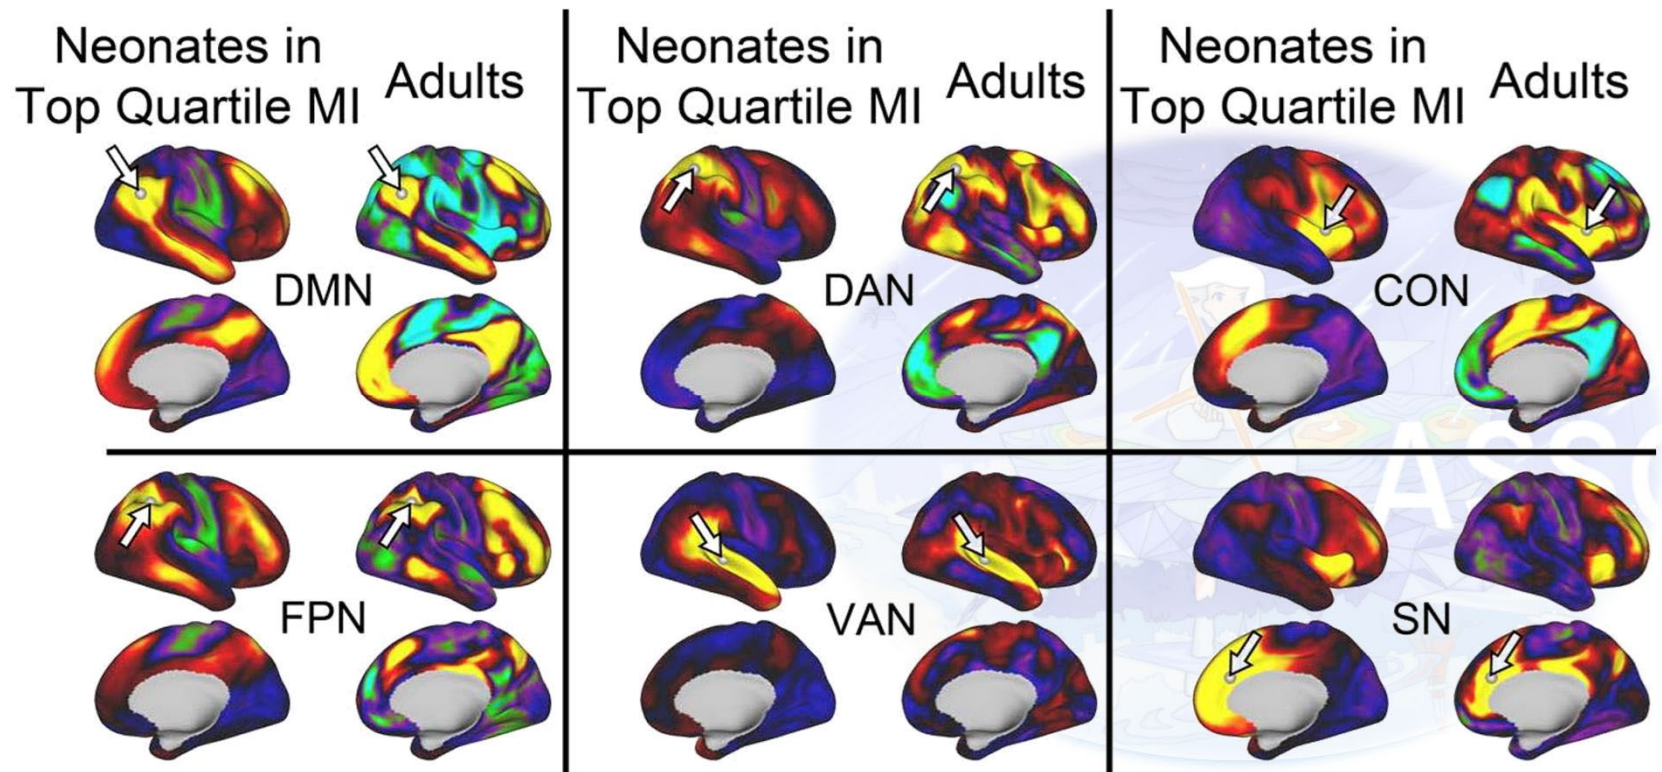 Neonates in
Top Quartile MI
Adults
Neonates in
Top Quartile MI
Adults
Neonates in
Top Quartile MI
Adults
DMN
DAN
CON
FPN
VAN
SN